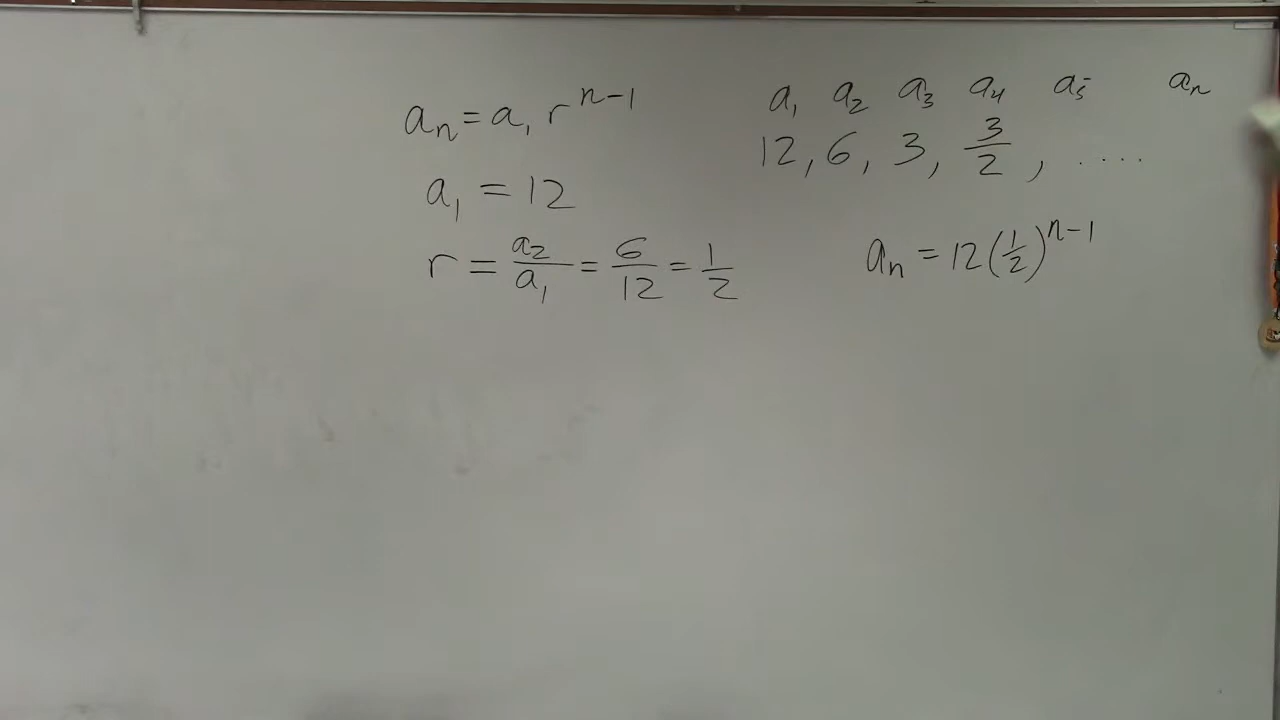 aₙ = a₁ r^(n-1)
a₁ = 12
r = a₂/a₁ = 6/12 = 1/2
a₁ a₂ a₃ a₄ a₅ aₙ
12, 6, 3, 3/2, ....
aₙ = 12(1/2)^(n-1)